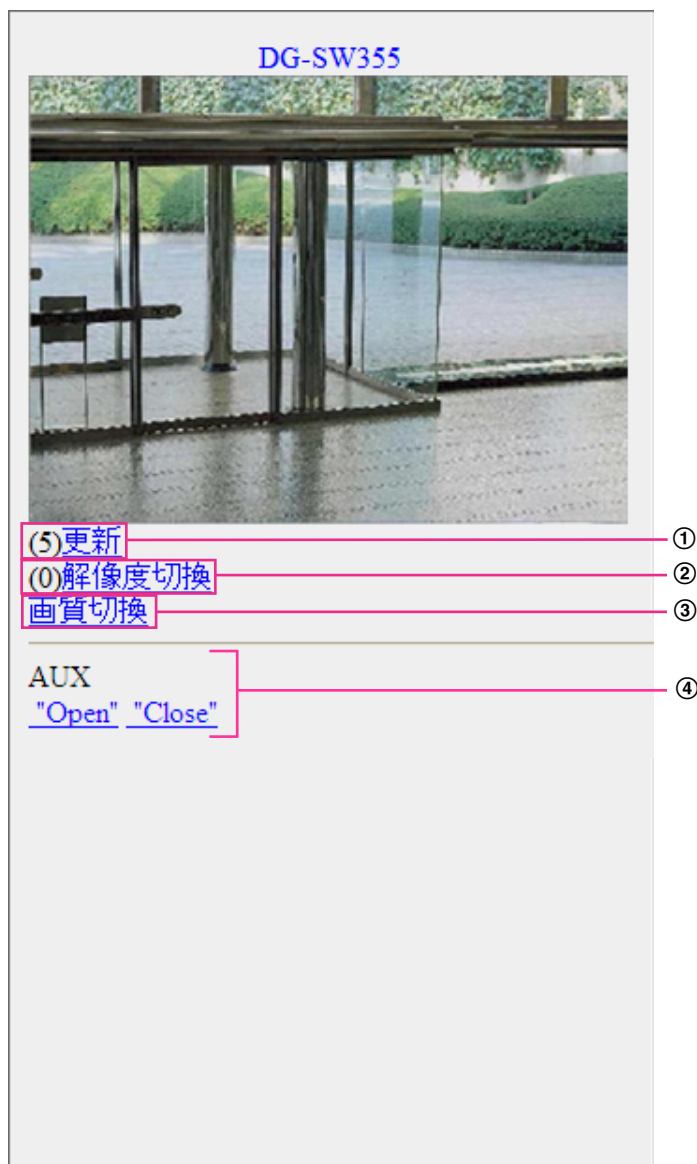 DG-SW355
(5)更新 ①
(0)解像度切換 ②
画質切換 ③
AUX ④
"Open" "Close"